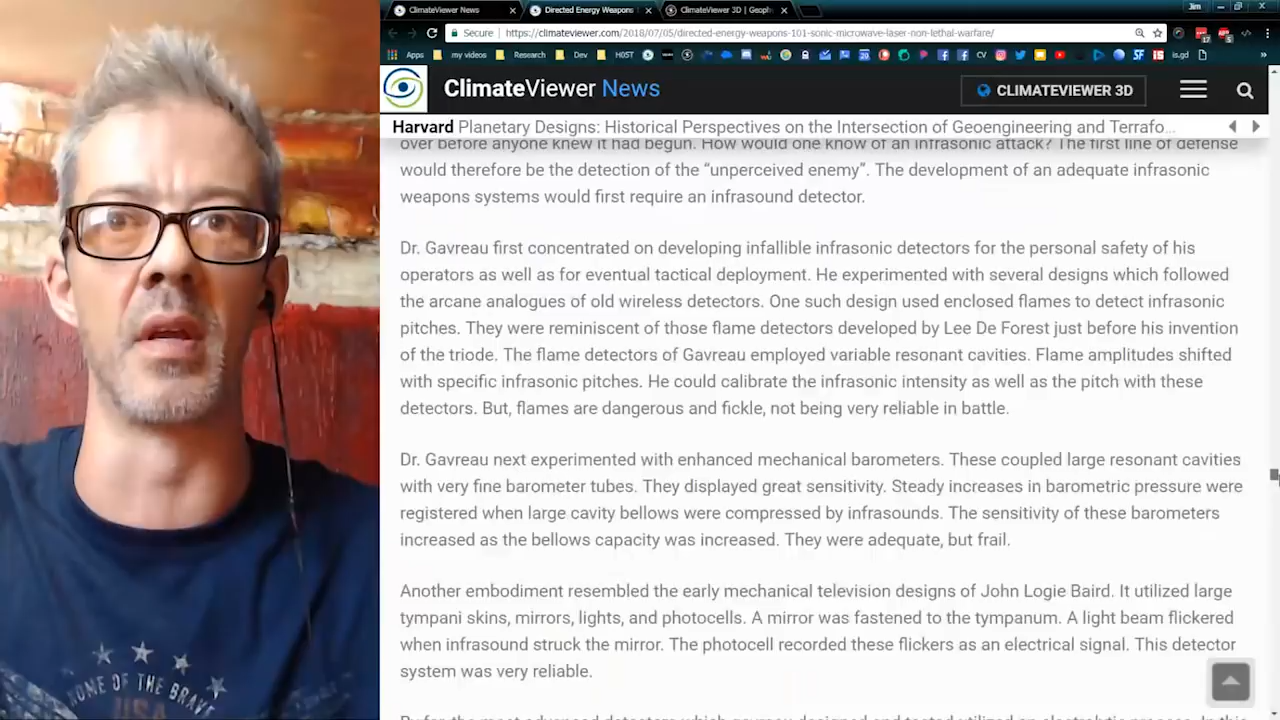 ClimateViewer News
Directed Energy Weapons
ClimateViewer 3D | Geoph
Jim
Secure
https://climateviewer.com/2018/07/05/directed-energy-weapons-101-sonic-microwave-laser-non-lethal-warfare/
Apps my videos Research Dev H0ST CV is.gd
ClimateViewer News
CLIMATEVIEWER 3D
Harvard Planetary Designs: Historical Perspectives on the Intersection of Geoengineering and Terrafo...
over before anyone knew it had begun. How would one know of an infrasonic attack? The first line of defense
would therefore be the detection of the “unperceived enemy”. The development of an adequate infrasonic
weapons systems would first require an infrasound detector.
Dr. Gavreau first concentrated on developing infallible infrasonic detectors for the personal safety of his
operators as well as for eventual tactical deployment. He experimented with several designs which followed
the arcane analogues of old wireless detectors. One such design used enclosed flames to detect infrasonic
pitches. They were reminiscent of those flame detectors developed by Lee De Forest just before his invention
of the triode. The flame detectors of Gavreau employed variable resonant cavities. Flame amplitudes shifted
with specific infrasonic pitches. He could calibrate the infrasonic intensity as well as the pitch with these
detectors. But, flames are dangerous and fickle, not being very reliable in battle.
Dr. Gavreau next experimented with enhanced mechanical barometers. These coupled large resonant cavities
with very fine barometer tubes. They displayed great sensitivity. Steady increases in barometric pressure were
registered when large cavity bellows were compressed by infrasounds. The sensitivity of these barometers
increased as the bellows capacity was increased. They were adequate, but frail.
Another embodiment resembled the early mechanical television designs of John Logie Baird. It utilized large
tympani skins, mirrors, lights, and photocells. A mirror was fastened to the tympanum. A light beam flickered
when infrasound struck the mirror. The photocell recorded these flickers as an electrical signal. This detector
system was very reliable.
OME OF THE BRAV
USA